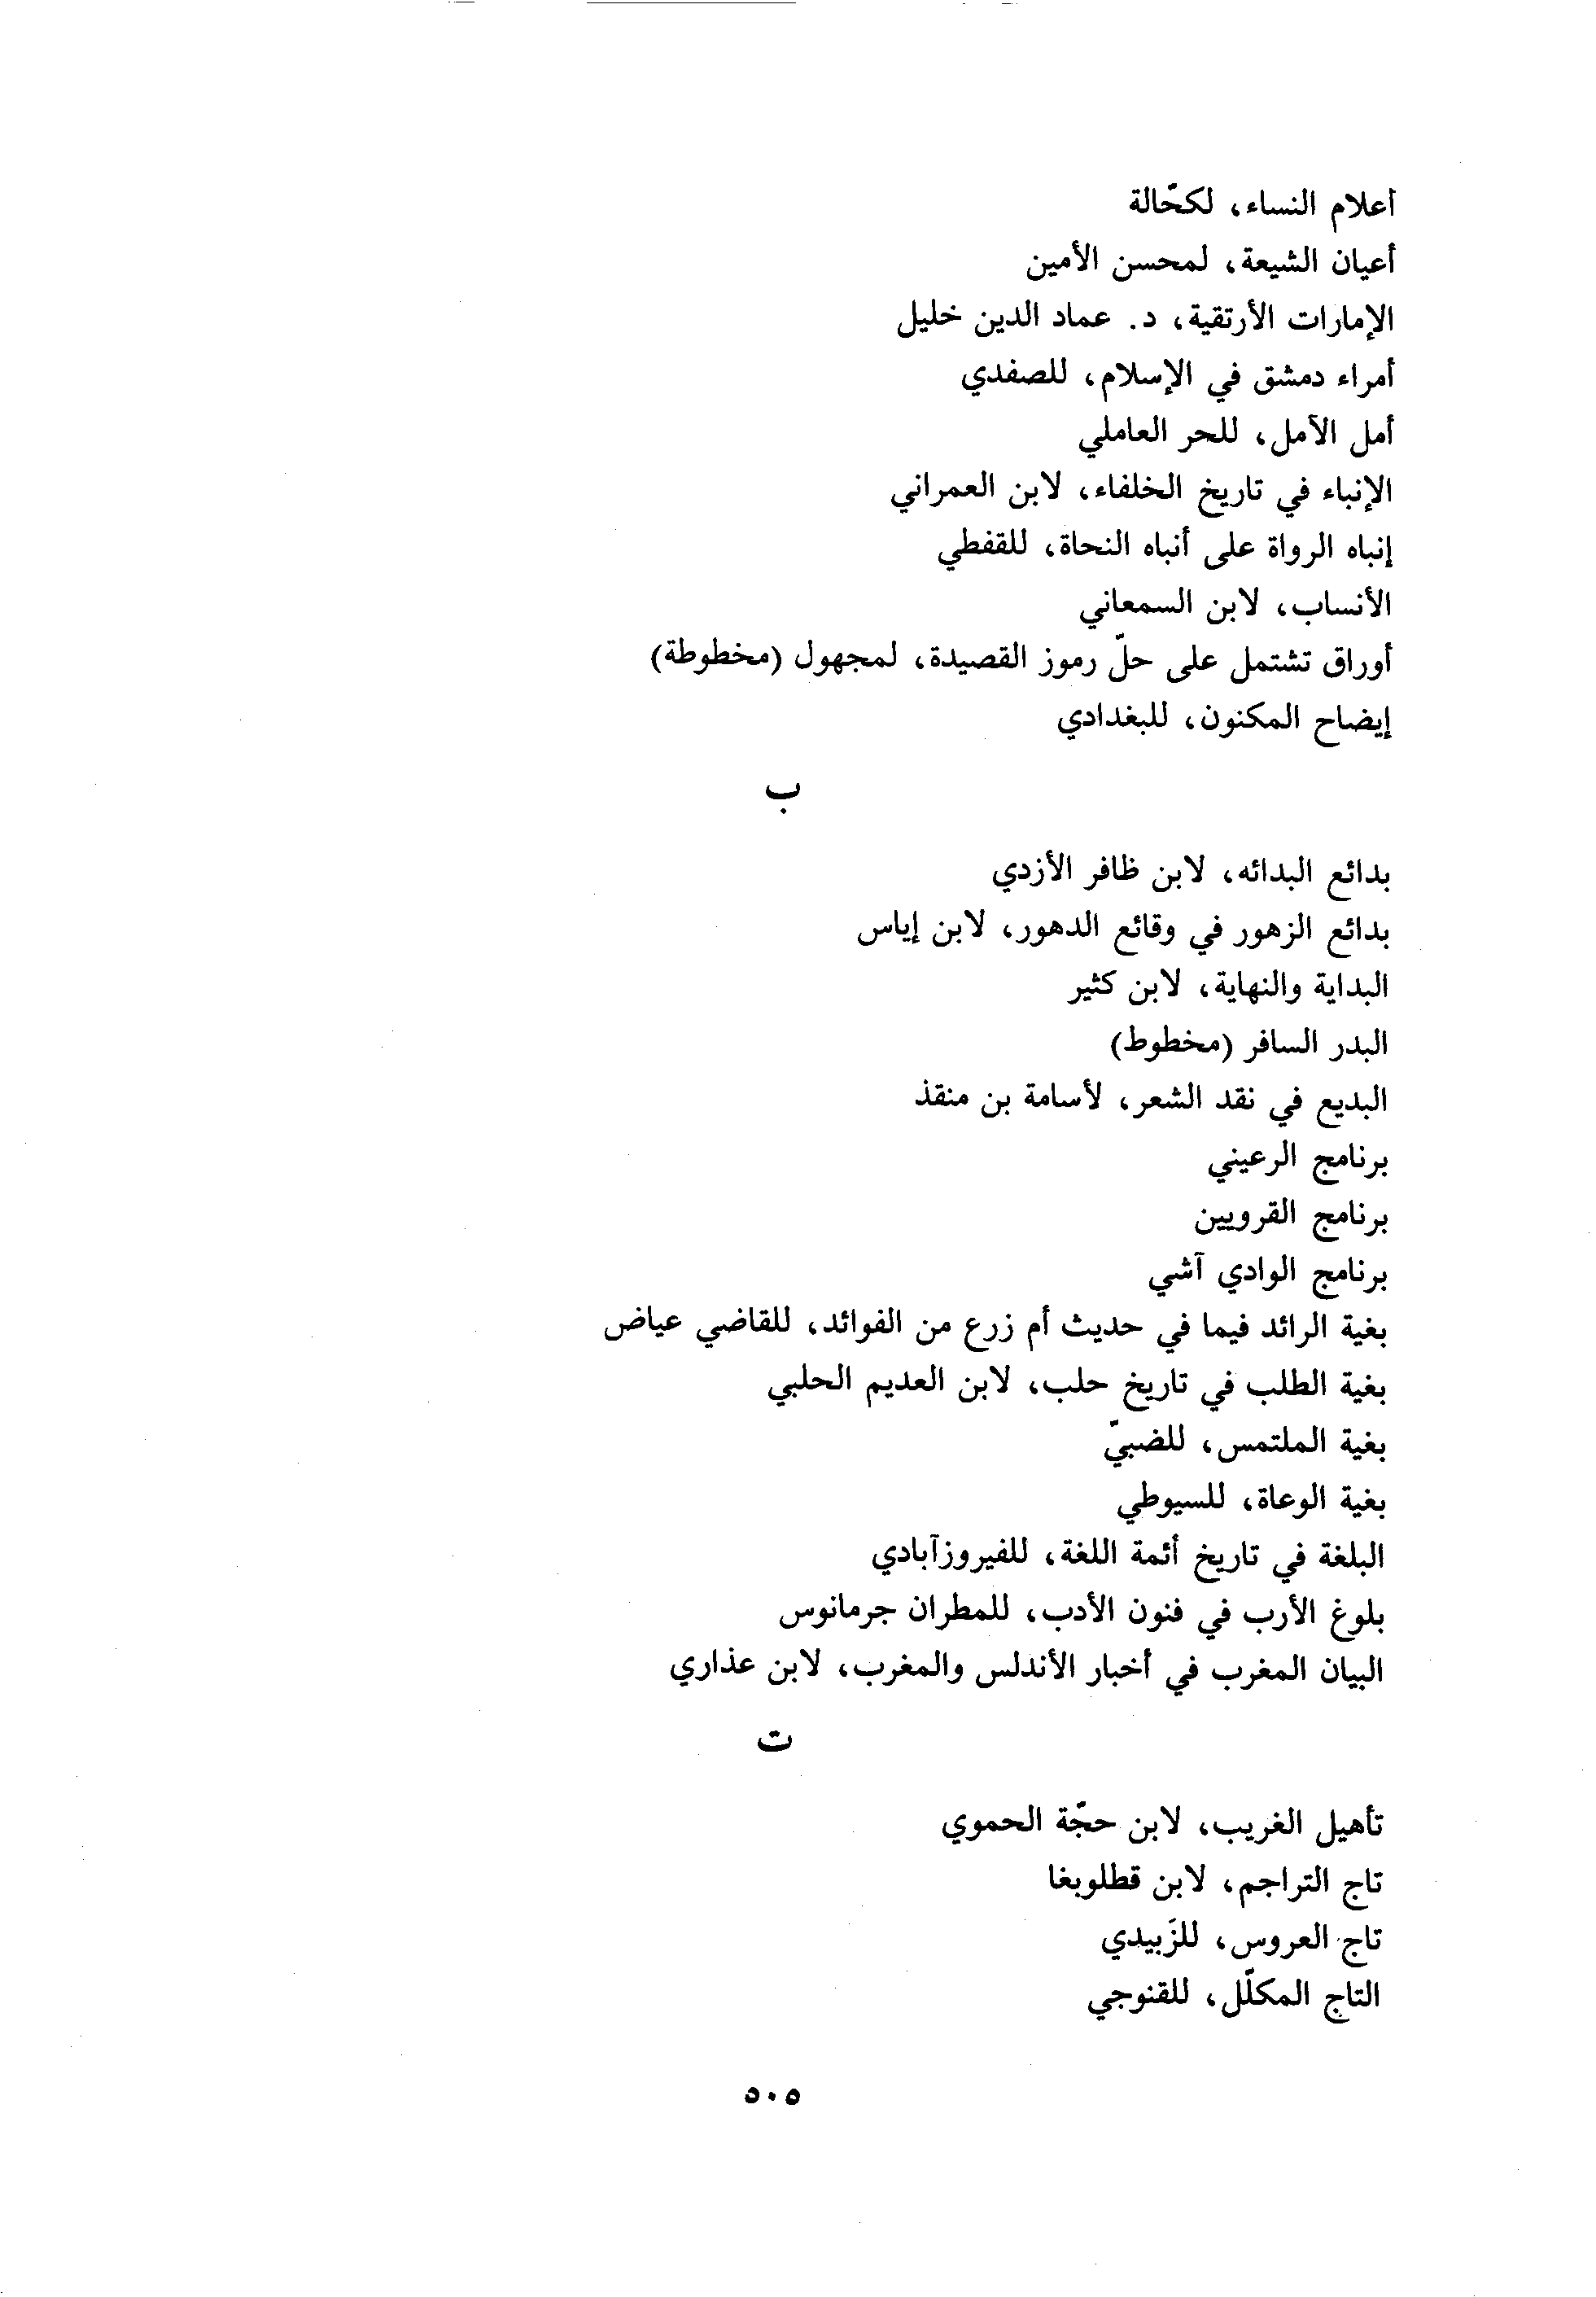 أعلام النساء، لكحّالة
أعيان الشيعة، لمحسن الأمين
الإمارات الأرتقية، د. عماد الدين خليل
أمراء دمشق في الإسلام، للصفدي
أمل الآمل، للحر العاملي
الإنباء في تاريخ الخلفاء، لابن العمراني
إنباه الرواة على أنباه النحاة، للقفطي
الأنساب، لابن السمعاني
أوراق تشتمل على حلّ رموز القصيدة، لمجهول (مخطوطة)
إيضاح المكنون، للبغدادي
ب
بدائع البدائه، لابن ظافر الأزدي
بدائع الزهور في وقائع الدهور، لابن إياس
البداية والنهاية، لابن كثير
البدر السافر (مخطوط)
البديع في نقد الشعر، لأسامة بن منقذ
برنامج الرعيني
برنامج القرويين
برنامج الوادي آشي
بغية الرائد فيما في حديث أم زرع من الفوائد، للقاضي عياض
بغية الطلب في تاريخ حلب، لابن العديم الحلبي
بغية الملتمس، للضبيّ
بغية الوعاة، للسيوطي
البلغة في تاريخ أئمة اللغة، للفيروزآبادي
بلوغ الأرب في فنون الأدب، للمطران جرمانوس
البيان المغرب في أخبار الأندلس والمغرب، لابن عذاري
ت
تأهيل الغريب، لابن حجّة الحموي
تاج التراجم، لابن قطلوبغا
تاج العروس، للزَبيدي
التاج المكلّل، للقنوجي
٥٠٥